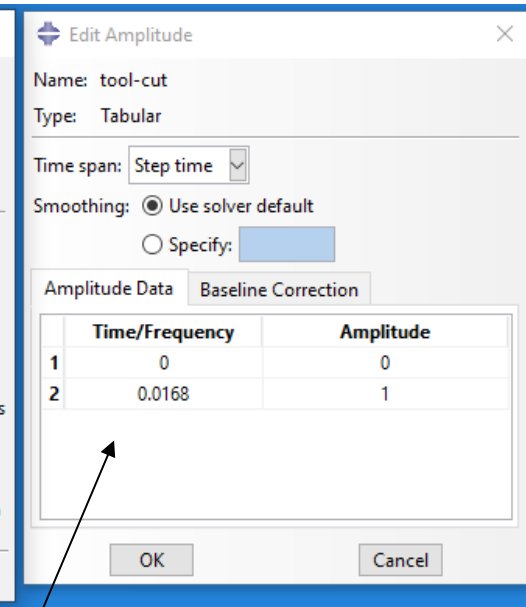 Edit Amplitude
Name: tool-cut
Type: Tabular
Time span: Step time
Smoothing: Use solver default
Specify:
Amplitude Data Baseline Correction
Time/Frequency Amplitude
1 0 0
2 0.0168 1
s
OK Cancel